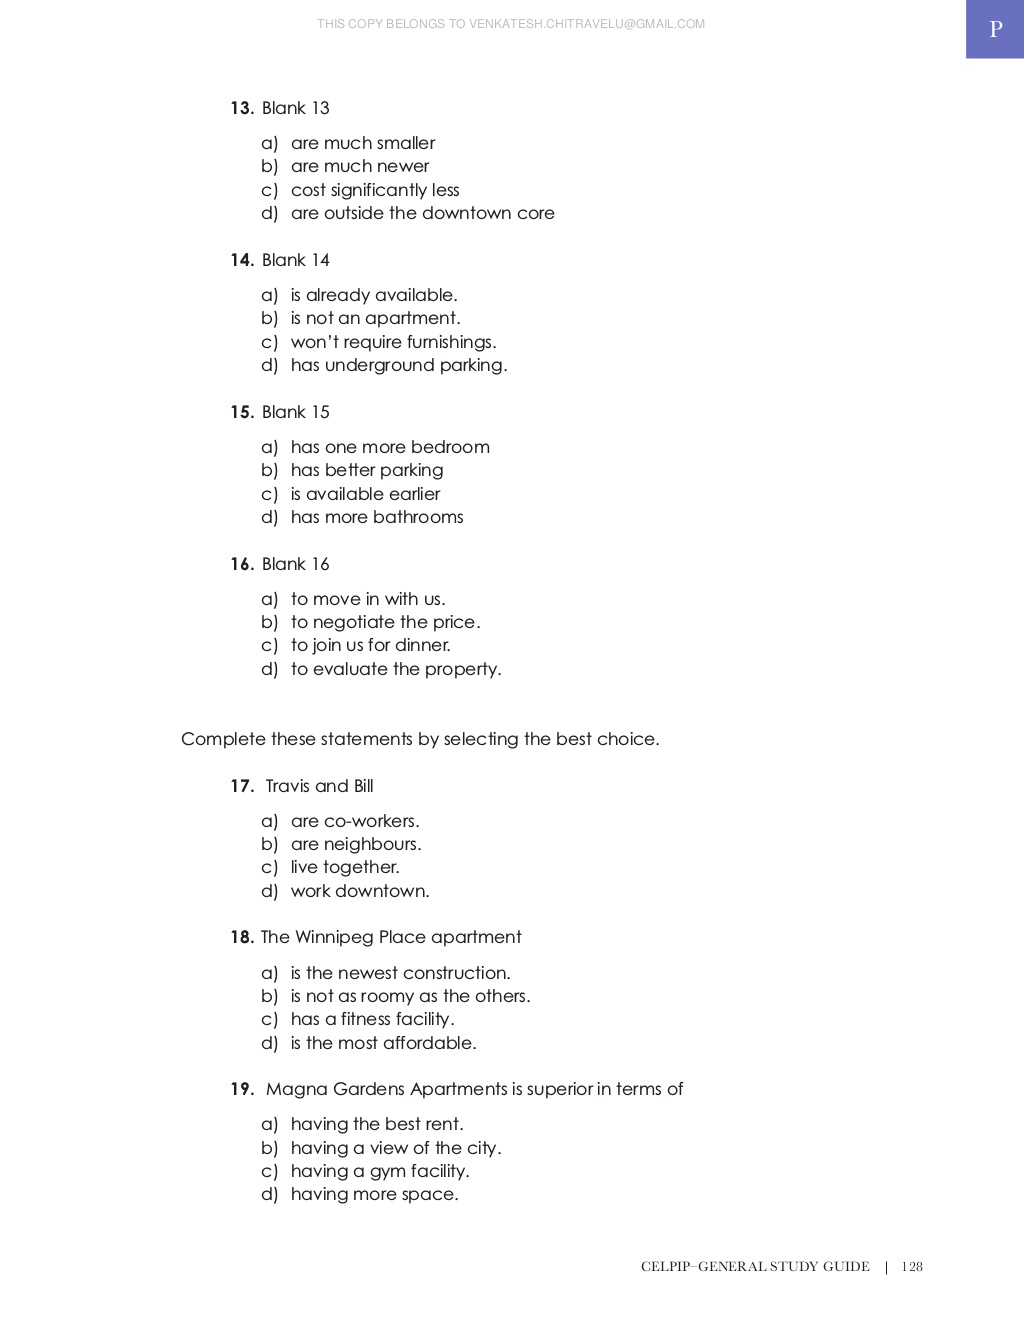 THIS COPY BELONGS TO VENKATESH.CHITRAVELU@GMAIL.COM
P
13. Blank 13
a) are much smaller
b) are much newer
c) cost significantly less
d) are outside the downtown core
14. Blank 14
a) is already available.
b) is not an apartment.
c) won't require furnishings.
d) has underground parking.
15. Blank 15
a) has one more bedroom
b) has better parking
c) is available earlier
d) has more bathrooms
16. Blank 16
a) to move in with us.
b) to negotiate the price.
c) to join us for dinner.
d) to evaluate the property.
Complete these statements by selecting the best choice.
17. Travis and Bill
a) are co-workers.
b) are neighbours.
c) live together.
d) work downtown.
18. The Winnipeg Place apartment
a) is the newest construction.
b) is not as roomy as the others.
c) has a fitness facility.
d) is the most affordable.
19. Magna Gardens Apartments is superior in terms of
a) having the best rent.
b) having a view of the city.
c) having a gym facility.
d) having more space.
CELPIP–GENERAL STUDY GUIDE | 128